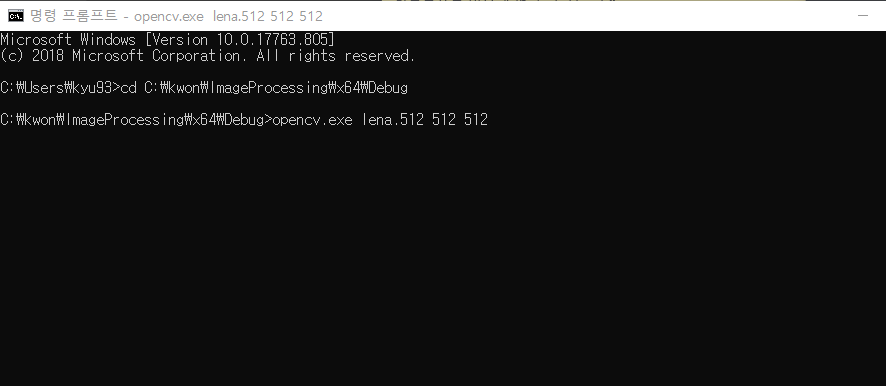 명령 프롬프트 - opencv.exe lena.512 512 512
Microsoft Windows [Version 10.0.17763.805]
(c) 2018 Microsoft Corporation. All rights reserved.
C:₩Users₩kyu93>cd C:₩kwon₩ImageProcessing₩x64₩Debug
C:₩kwon₩ImageProcessing₩x64₩Debug>opencv.exe lena.512 512 512